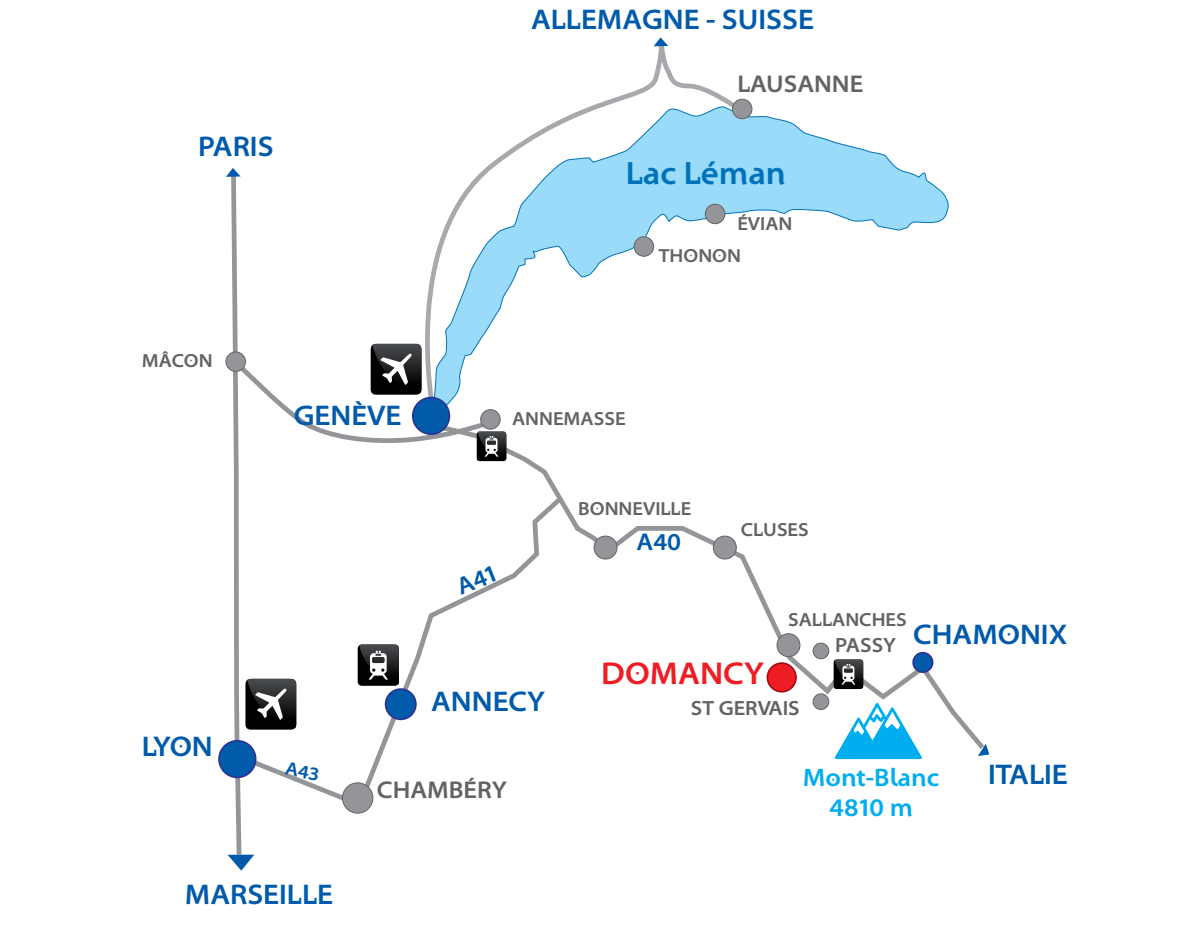 ALLEMAGNE - SUISSE
LAUSANNE
PARIS
Lac Léman
ÉVIAN
THONON
MÂCON
GENÈVE
ANNEMASSE
BONNEVILLE
CLUSES
A40
A41
SALLANCHES
PASSY
CHAMONIX
DOMANCY
ST GERVAIS
ANNECY
LYON
A43
CHAMBÉRY
Mont-Blanc
4810 m
ITALIE
MARSEILLE